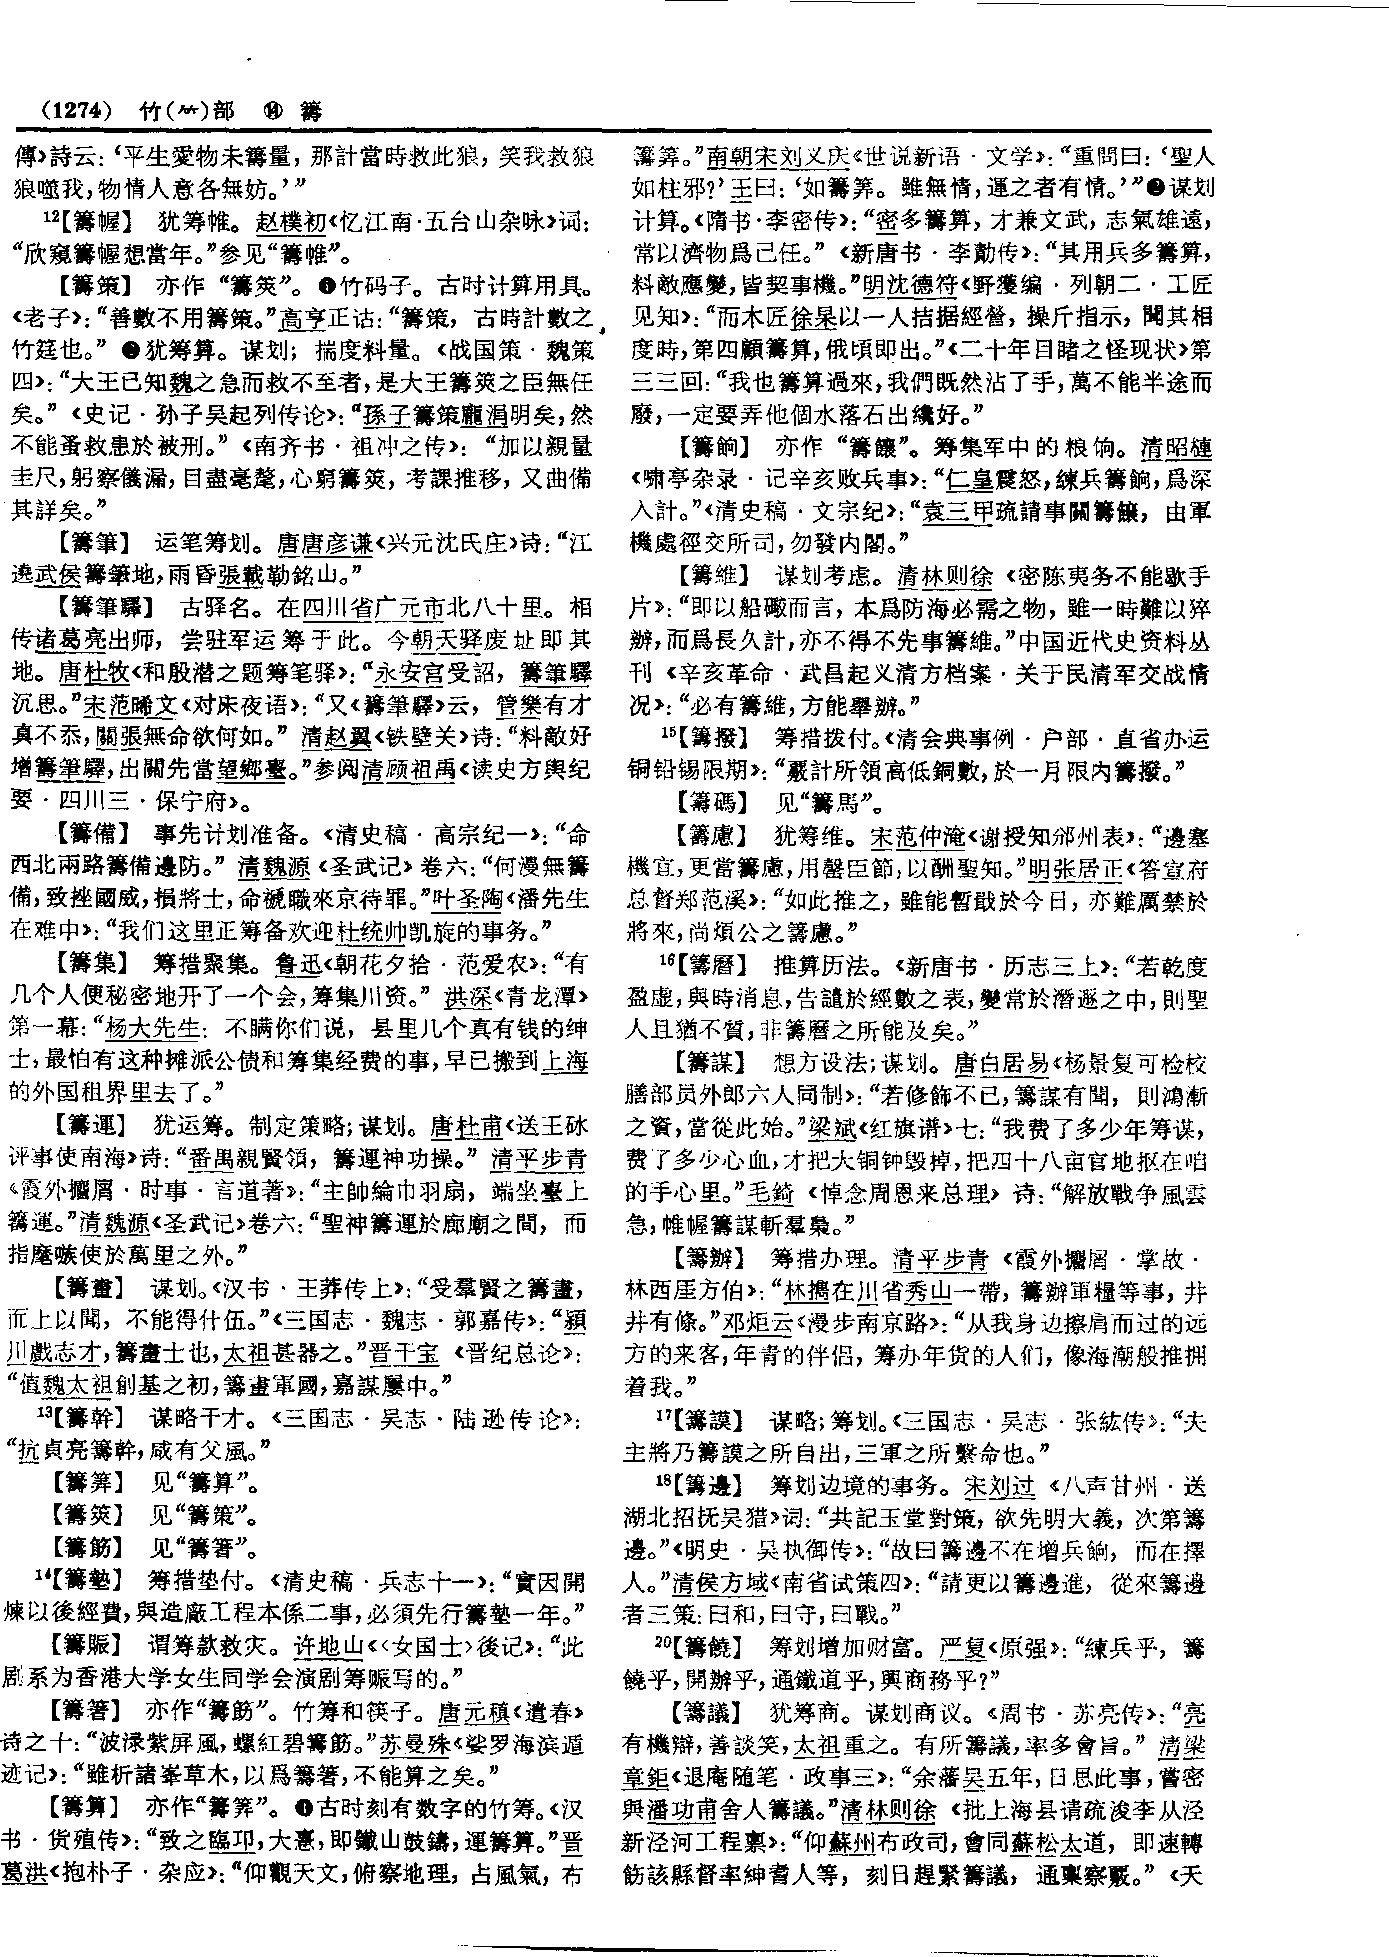 (1274) 竹(⺮)部 ⑭ 籌
傳》詩云：‘平生愛物未籌量，那計當時救此狼，笑我救狼
狼噬我，物情人意各無妨。’”
12【籌幄】 犹筹帷。赵樸初《忆江南·五台山杂咏》词：
“欣窺籌幄想當年。”参见“籌帷”。
【籌策】 亦作“籌筴”。❶竹码子。古时计算用具。
《老子》：“善數不用籌策。”高亨正诂：“籌策，古時計數之
竹筳也。” ❷犹筹算。谋划；揣度料量。《战国策·魏策
四》：“大王已知魏之急而救不至者，是大王籌筴之臣無任
矣。”《史记·孙子吴起列传论》：“孫子籌策龐涓明矣，然
不能蚤救患於被刑。”《南齐书·祖冲之传》：“加以親量
圭尺，躬察儀漏，目盡毫氂，心窮籌筴，考課推移，又曲備
其詳矣。”
【籌筆】 运笔筹划。唐唐彦谦《兴元沈氏庄》诗：“江
遶武侯籌筆地，雨昏張載勒銘山。”
【籌筆驛】 古驿名。在四川省广元市北八十里。相
传诸葛亮出师，尝驻军运筹于此。今朝天驿废址即其
地。唐杜牧《和殷潜之题筹笔驿》：“永安宫受詔，籌筆驛
沉思。”宋范晞文《对床夜语》：“又《籌筆驛》云，管樂有才
真不忝，關張無命欲何如。”清赵翼《铁壁关》诗：“料敵好
增籌筆驛，出關先當望鄉臺。”参阅清顾祖禹《读史方舆纪
要·四川三·保宁府》。
【籌備】 事先计划准备。《清史稿·高宗纪一》：“命
西北兩路籌備邊防。”清魏源《圣武记》卷六：“何漫無籌
備，致挫國威，損將士，命褫職來京待罪。”叶圣陶《潘先生
在难中》：“我们这里正筹备欢迎杜统帅凯旋的事务。”
【籌集】 筹措聚集。鲁迅《朝花夕拾·范爱农》：“有
几个人便秘密地开了一个会，筹集川资。”洪深《青龙潭》
第一幕：“杨大先生：不瞒你们说，县里几个真有钱的绅
士，最怕有这种摊派公债和筹集经费的事，早已搬到上海
的外国租界里去了。”
【籌運】 犹运筹。制定策略；谋划。唐杜甫《送王砅
评事使南海》诗：“番禺親賢領，籌運神功操。”清平步青
《霞外攟屑·时事·言道著》：“主帥綸巾羽扇，端坐臺上
籌運。”清魏源《圣武记》卷六：“聖神籌運於廊廟之間，而
指麾嗾使於萬里之外。”
【籌畫】 谋划。《汉书·王莽传上》：“受羣賢之籌畫，
而上以聞，不能得什伍。”《三国志·魏志·郭嘉传》：“潁
川戲志才，籌畫士也，太祖甚器之。”晋干宝《晋纪总论》：
“值魏太祖創基之初，籌畫軍國，嘉謀屢中。”
13【籌幹】 谋略干才。《三国志·吴志·陆逊传论》：
“抗貞亮籌幹，咸有父風。”
【籌筭】 见“籌算”。
【籌筴】 见“籌策”。
【籌筯】 见“籌箸”。
14【籌墊】 筹措垫付。《清史稿·兵志十一》：“實因開
煉以後經費，與造廠工程本係二事，必須先行籌墊一年。”
【籌賑】 谓筹款救灾。许地山《〈女国士〉後记》：“此
剧系为香港大学女生同学会演剧筹赈写的。”
【籌箸】 亦作“籌筯”。竹筹和筷子。唐元稹《遣春》
诗之十：“波渌紫屏風，螺紅碧籌筯。”苏曼殊《娑罗海滨遁
迹记》：“雖析諸峯草木，以爲籌箸，不能算之矣。”
【籌算】 亦作“籌筭”。❶古时刻有数字的竹筹。《汉
书·货殖传》：“致之臨邛，大憙，即鐵山鼓鑄，運籌算。”晋
葛洪《抱朴子·杂应》：“仰觀天文，俯察地理，占風氣，布
籌筭。”南朝宋刘义庆《世说新语·文学》：“重問曰：‘聖人
如柱邪？’王曰：‘如籌筭。雖無情，運之者有情。’”❷谋划
计算。《隋书·李密传》：“密多籌算，才兼文武，志氣雄遠，
常以濟物爲己任。”《新唐书·李勣传》：“其用兵多籌算，
料敵應變，皆契事機。”明沈德符《野獲编·列朝二·工匠
见知》：“而木匠徐杲以一人拮据經營，操斤指示，聞其相
度時，第四顧籌算，俄頃即出。”《二十年目睹之怪现状》第
三三回：“我也籌算過來，我們既然沾了手，萬不能半途而
廢，一定要弄他個水落石出纔好。”
【籌餉】 亦作“籌饟”。筹集军中的粮饷。清昭槤
《啸亭杂录·记辛亥败兵事》：“仁皇震怒，練兵籌餉，爲深
入計。”《清史稿·文宗纪》：“袁三甲疏請事關籌饟，由軍
機處徑交所司，勿發内閣。”
【籌維】 谋划考虑。清林则徐《密陈夷务不能歇手
片》：“即以船礮而言，本爲防海必需之物，雖一時難以猝
辦，而爲長久計，亦不得不先事籌維。”中国近代史资料丛
刊《辛亥革命·武昌起义清方档案·关于民清军交战情
况》：“必有籌維，方能舉辦。”
15【籌撥】 筹措拨付。《清会典事例·户部·直省办运
铜铅锡限期》：“嚴計所領高低銅數，於一月限内籌撥。”
【籌碼】 见“籌馬”。
【籌慮】 犹筹维。宋范仲淹《谢授知邠州表》：“邊塞
機宜，更當籌慮，用罄臣節，以酬聖知。”明张居正《答宣府
总督郑范溪》：“如此推之，雖能暫戢於今日，亦難厲禁於
將來，尚煩公之籌慮。”
16【籌曆】 推算历法。《新唐书·历志三上》：“若乾度
盈虚，與時消息，告譴於經數之表，變常於潛遯之中，則聖
人且猶不質，非籌曆之所能及矣。”
【籌謀】 想方设法；谋划。唐白居易《杨景复可检校
膳部员外郎六人同制》：“若修飾不已，籌謀有聞，則鴻漸
之資，當從此始。”梁斌《红旗谱》七：“我费了多少年筹谋，
费了多少心血，才把大铜钟毁掉，把四十八亩官地抠在咱
的手心里。”毛錡《悼念周恩来总理》诗：“解放戰争風雲
急，帷幄籌謀斬羣梟。”
【籌辦】 筹措办理。清平步青《霞外攟屑·掌故·
林西厓方伯》：“林擕在川省秀山一帶，籌辦軍糧等事，井
井有條。”邓炬云《漫步南京路》：“从我身边擦肩而过的远
方的来客，年青的伴侣，筹办年货的人们，像海潮般推拥
着我。”
17【籌謨】 谋略；筹划。《三国志·吴志·张紘传》：“夫
主將乃籌謨之所自出，三軍之所繫命也。”
18【籌邊】 筹划边境的事务。宋刘过《八声甘州·送
湖北招抚吴猎》词：“共記玉堂對策，欲先明大義，次第籌
邊。”《明史·吴执御传》：“故曰籌邊不在增兵餉，而在擇
人。”清侯方域《南省试策四》：“請更以籌邊進，從來籌邊
者三策：曰和，曰守，曰戰。”
20【籌饒】 筹划增加财富。严复《原强》：“練兵乎，籌
饒乎，開辦乎，通鐵道乎，興商務乎？”
【籌議】 犹筹商。谋划商议。《周书·苏亮传》：“亮
有機辯，善談笑，太祖重之。有所籌議，率多會旨。”清梁
章鉅《退庵随笔·政事三》：“余藩吴五年，日思此事，嘗密
與潘功甫舍人籌議。”清林则徐《批上海县请疏浚李从泾
新泾河工程禀》：“仰蘇州布政司，會同蘇松太道，即速轉
飭該縣督率紳耆人等，刻日趕緊籌議，通稟察覈。”《天